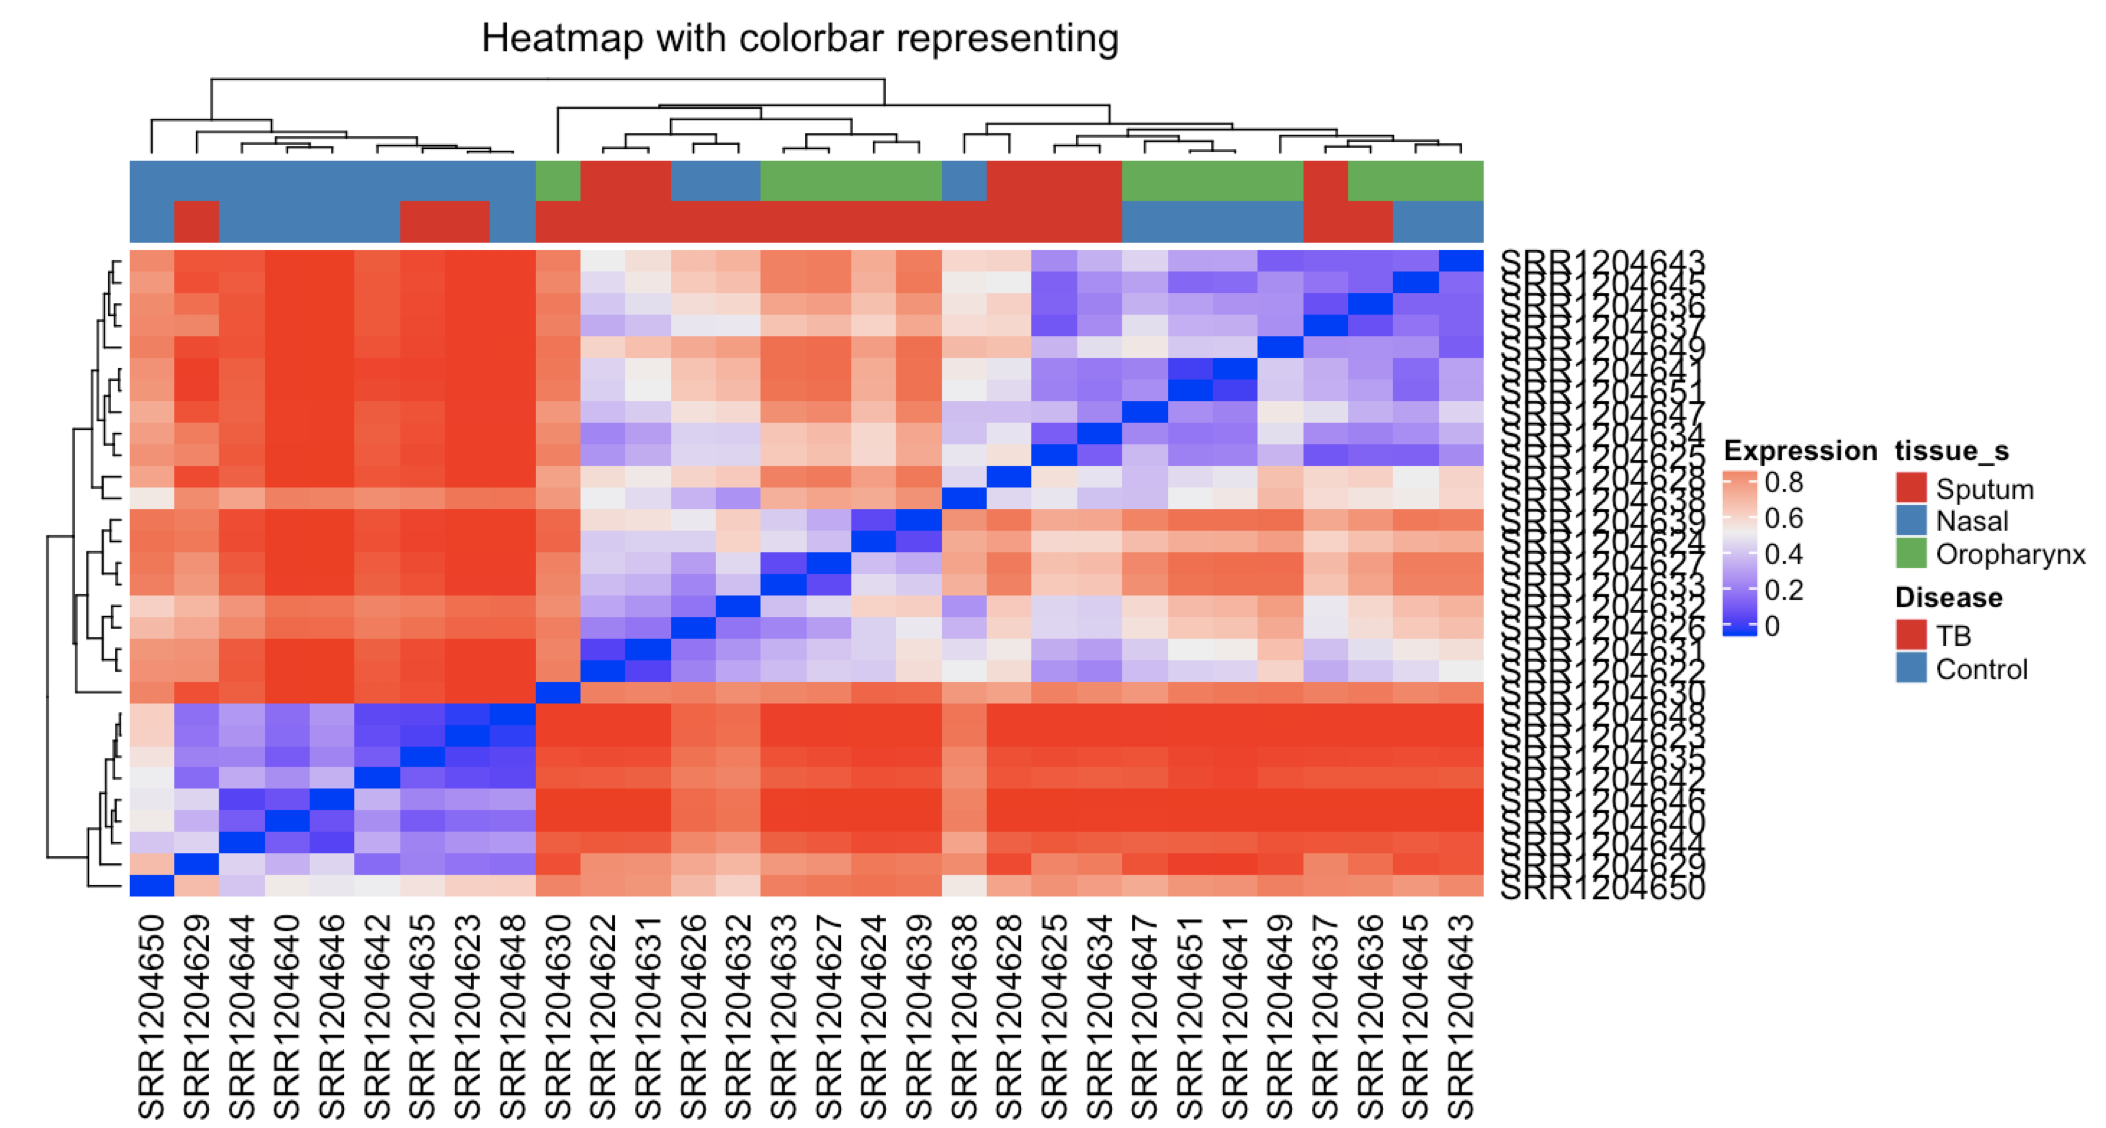 Heatmap with colorbar representing
SRR1204643
SRR1204645
SRR1204636
SRR1204637
SRR1204649
SRR1204641
SRR1204651
SRR1204647
SRR1204634
SRR1204625
SRR1204628
SRR1204638
SRR1204639
SRR1204624
SRR1204627
SRR1204633
SRR1204632
SRR1204626
SRR1204631
SRR1204622
SRR1204630
SRR1204648
SRR1204623
SRR1204635
SRR1204642
SRR1204646
SRR1204640
SRR1204644
SRR1204629
SRR1204650
Expression
0.8
0.6
0.4
0.2
0
tissue_s
Sputum
Nasal
Oropharynx
Disease
TB
Control
SRR1204650
SRR1204629
SRR1204644
SRR1204640
SRR1204646
SRR1204642
SRR1204635
SRR1204623
SRR1204648
SRR1204630
SRR1204622
SRR1204631
SRR1204626
SRR1204632
SRR1204633
SRR1204627
SRR1204624
SRR1204639
SRR1204638
SRR1204628
SRR1204625
SRR1204634
SRR1204647
SRR1204651
SRR1204641
SRR1204649
SRR1204637
SRR1204636
SRR1204645
SRR1204643